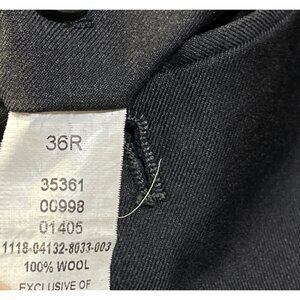 36R
35361
00998
01405
1118-04132-8033-003
100% WOOL
EXCLUSIVE OF